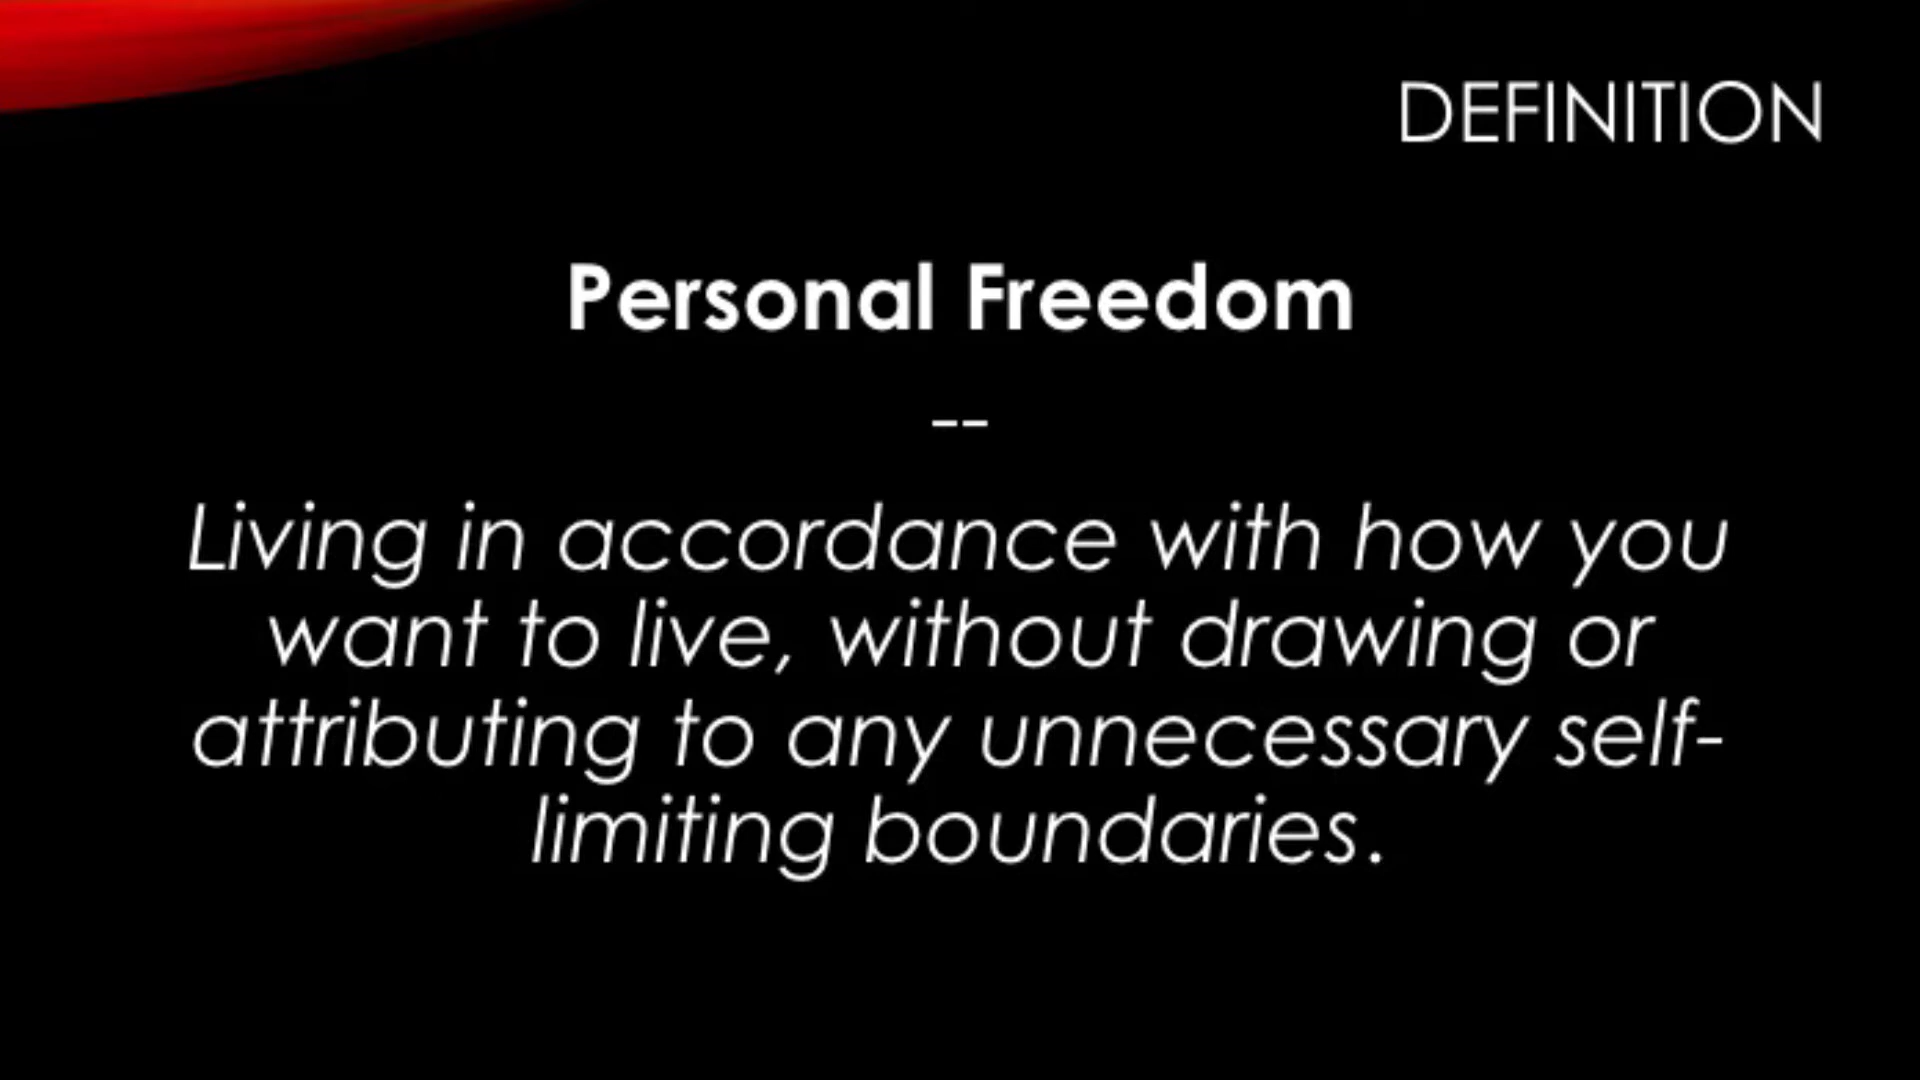 DEFINITION
Personal Freedom
--
Living in accordance with how you
want to live, without drawing or
attributing to any unnecessary self-
limiting boundaries.